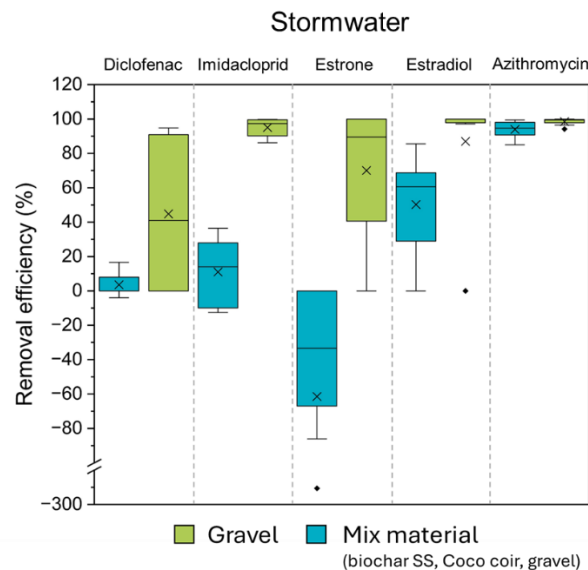 Stormwater
Diclofenac Imidacloprid Estrone Estradiol Azithromycin
Removal efficiency (%)
120
100
80
60
40
20
0
−20
−40
−60
−80
−300
Gravel Mix material
(biochar SS, Coco coir, gravel)